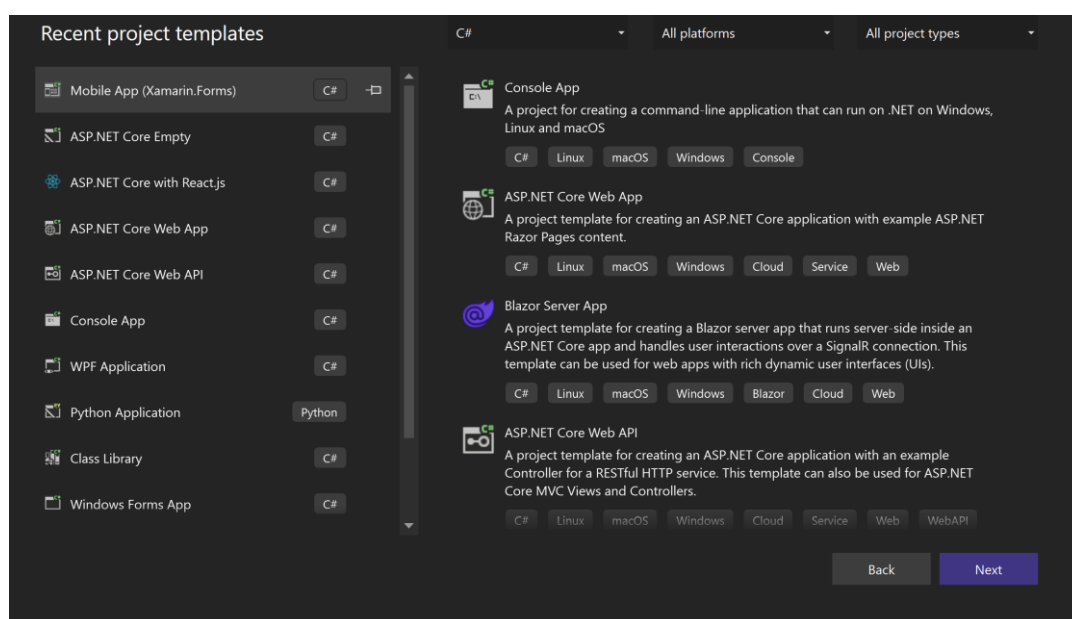 Recent project templates
C#
All platforms
All project types
Mobile App (Xamarin.Forms)
C#
ASP.NET Core Empty
C#
ASP.NET Core with React.js
C#
ASP.NET Core Web App
C#
ASP.NET Core Web API
C#
Console App
C#
WPF Application
C#
Python Application
Python
Class Library
C#
Windows Forms App
C#
Console App
A project for creating a command-line application that can run on .NET on Windows,
Linux and macOS
C# Linux macOS Windows Console
ASP.NET Core Web App
A project template for creating an ASP.NET Core application with example ASP.NET
Razor Pages content.
C# Linux macOS Windows Cloud Service Web
Blazor Server App
A project template for creating a Blazor server app that runs server-side inside an
ASP.NET Core app and handles user interactions over a SignalR connection. This
template can be used for web apps with rich dynamic user interfaces (UIs).
C# Linux macOS Windows Blazor Cloud Web
ASP.NET Core Web API
A project template for creating an ASP.NET Core application with an example
Controller for a RESTful HTTP service. This template can also be used for ASP.NET
Core MVC Views and Controllers.
C# Linux macOS Windows Cloud Service Web WebAPI
Back
Next